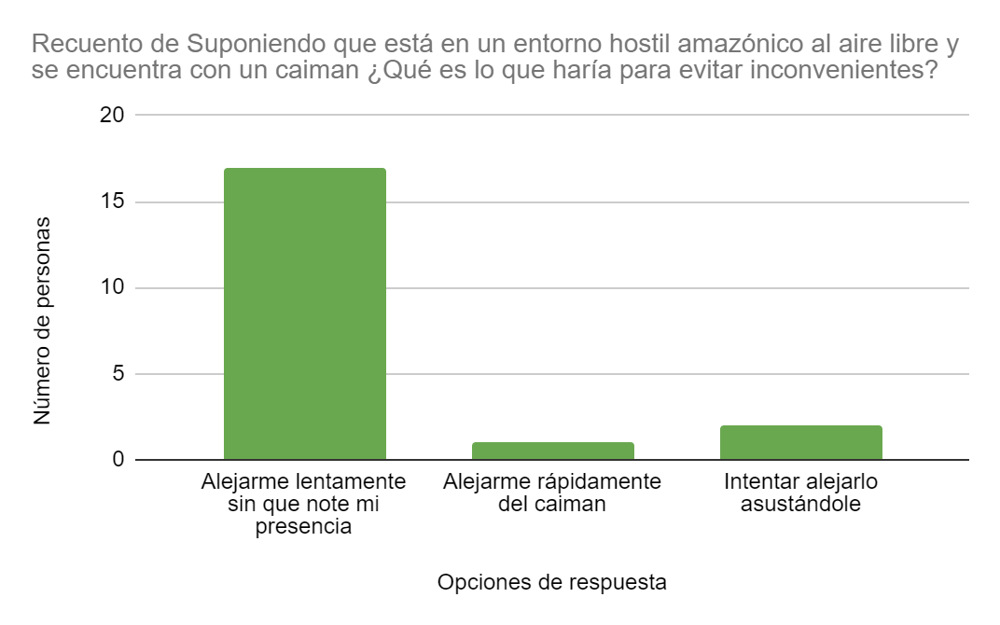 Recuento de Suponiendo que está en un entorno hostil amazónico al aire libre y
se encuentra con un caiman ¿Qué es lo que haría para evitar inconvenientes?
20
15
10
5
0
Número de personas
Alejarme lentamente
sin que note mi
presencia
Alejarme rápidamente
del caiman
Intentar alejarlo
asustándole
Opciones de respuesta